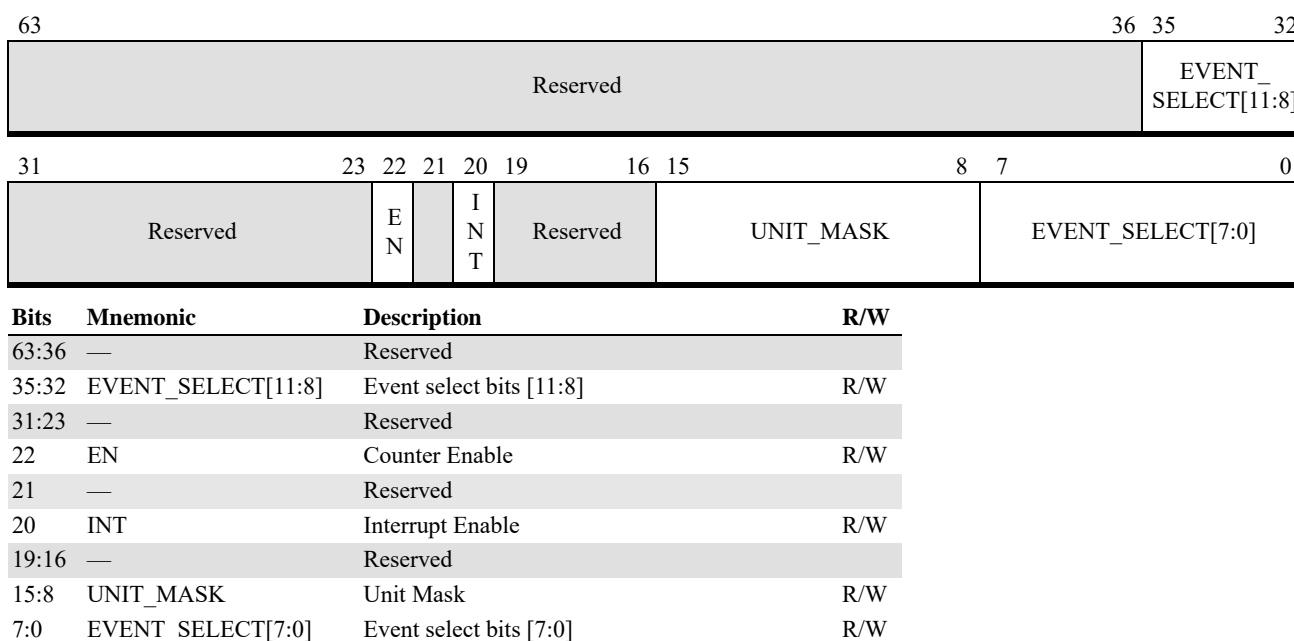 63 36 35 32
Reserved EVENT_
SELECT[11:8]
31 23 22 21 20 19 16 15 8 7 0
Reserved E
N I
N
T Reserved UNIT_MASK EVENT_SELECT[7:0]
Bits Mnemonic Description R/W
63:36 — Reserved
35:32 EVENT_SELECT[11:8] Event select bits [11:8] R/W
31:23 — Reserved
22 EN Counter Enable R/W
21 — Reserved
20 INT Interrupt Enable R/W
19:16 — Reserved
15:8 UNIT_MASK Unit Mask R/W
7:0 EVENT_SELECT[7:0] Event select bits [7:0] R/W